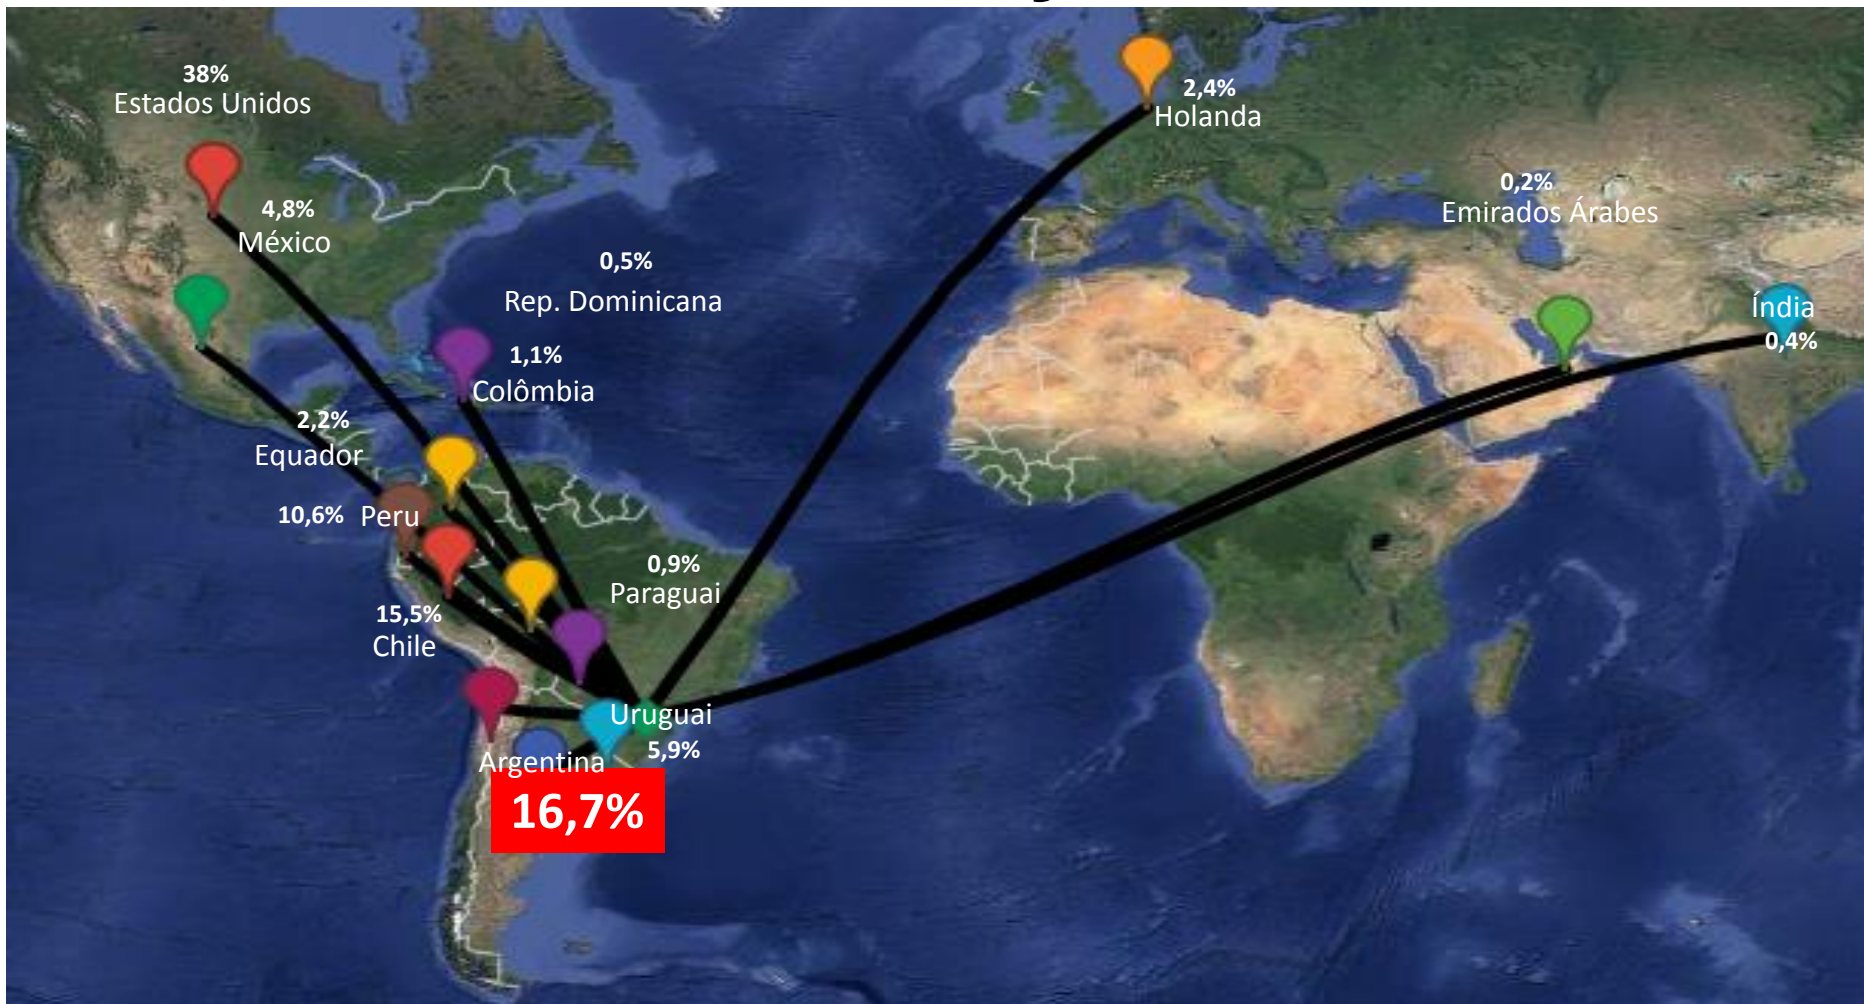 38%
Estados Unidos
2,4%
Holanda
0,2%
Emirados Árabes
4,8%
México
0,5%
Rep. Dominicana
Índia
0,4%
1,1%
Colômbia
2,2%
Equador
10,6% Peru
0,9%
Paraguai
15,5%
Chile
Uruguai
5,9%
Argentina
16,7%